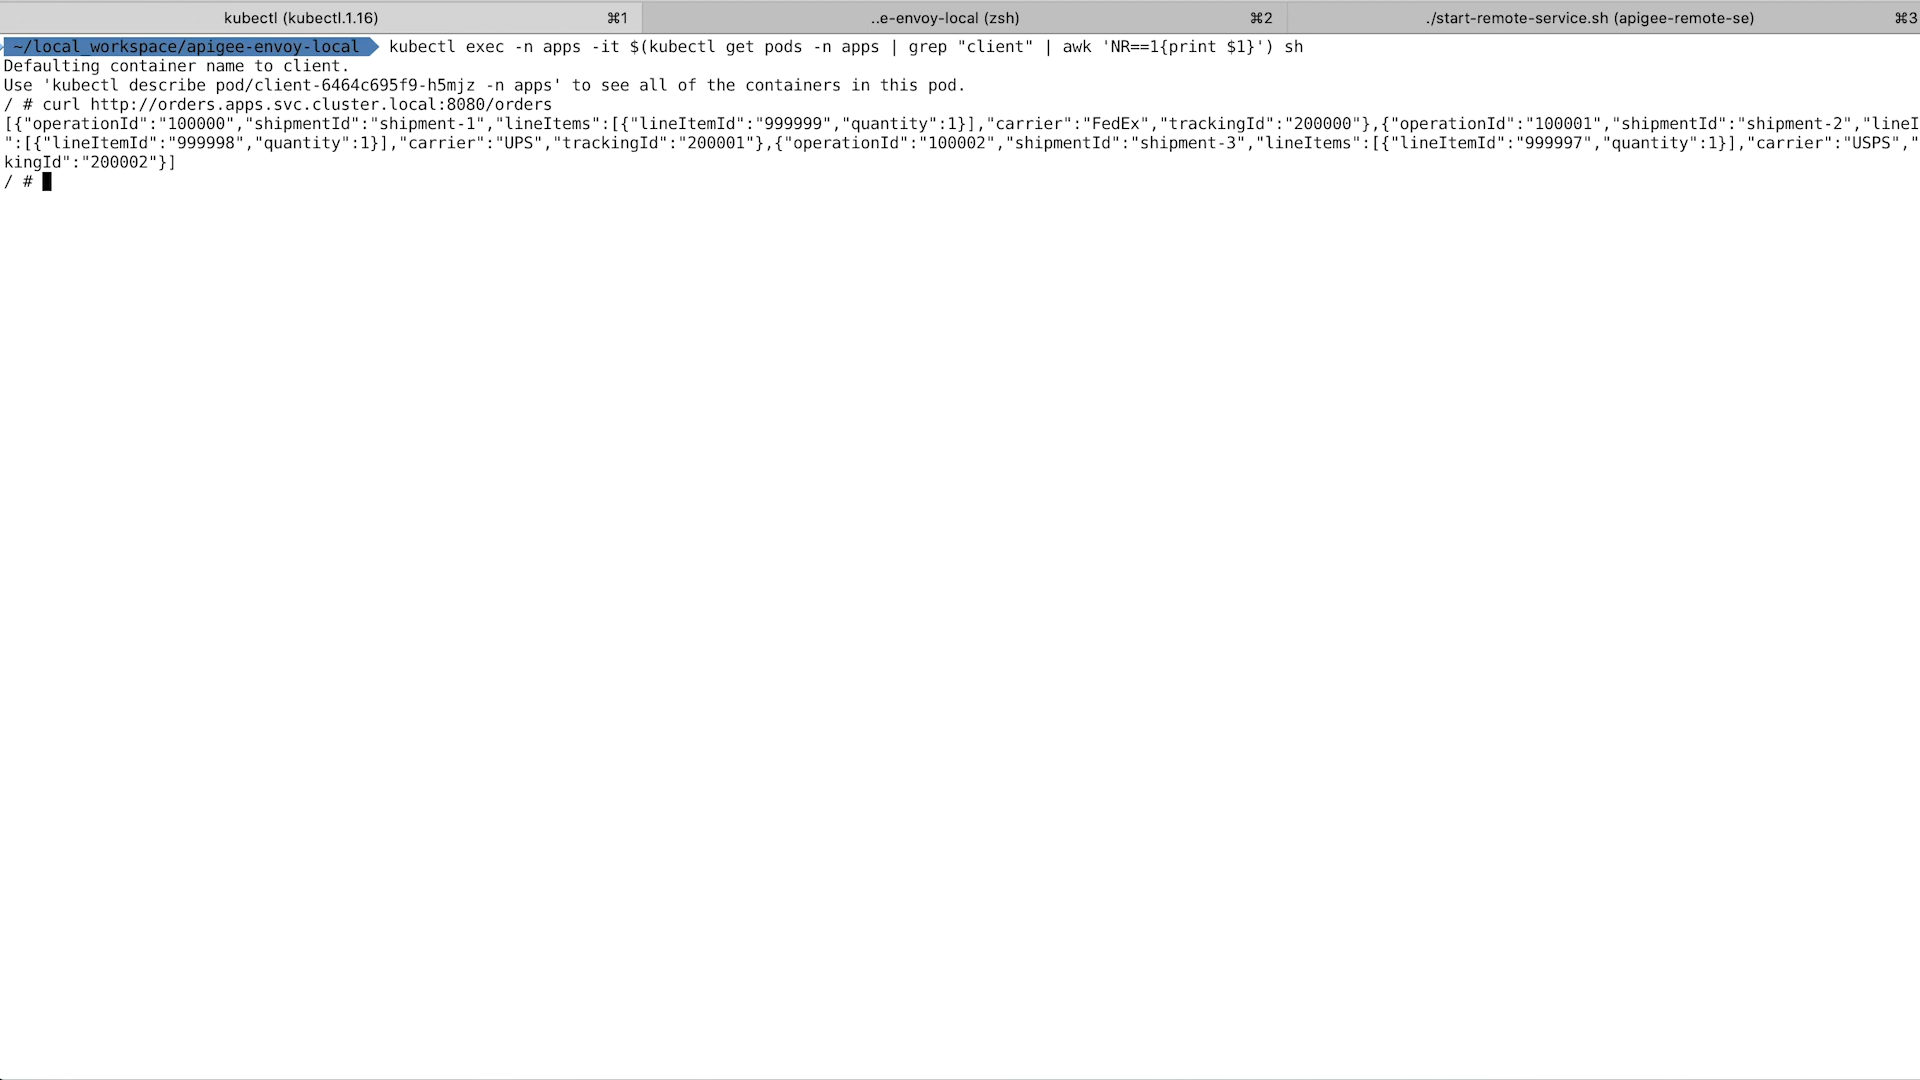 kubectl (kubectl.1.16) ⌘1 ..e-envoy-local (zsh) ⌘2 ./start-remote-service.sh (apigee-remote-se) ⌘3
~/local_workspace/apigee-envoy-local kubectl exec -n apps -it $(kubectl get pods -n apps | grep "client" | awk 'NR==1{print $1}') sh
Defaulting container name to client.
Use 'kubectl describe pod/client-6464c695f9-h5mjz -n apps' to see all of the containers in this pod.
/ # curl http://orders.apps.svc.cluster.local:8080/orders
[{"operationId":"100000","shipmentId":"shipment-1","lineItems":[{"lineItemId":"999999","quantity":1}],"carrier":"FedEx","trackingId":"200000"},{"operationId":"100001","shipmentId":"shipment-2","lineI
":[{"lineItemId":"999998","quantity":1}],"carrier":"UPS","trackingId":"200001"},{"operationId":"100002","shipmentId":"shipment-3","lineItems":[{"lineItemId":"999997","quantity":1}],"carrier":"USPS","
kingId":"200002"}]
/ #